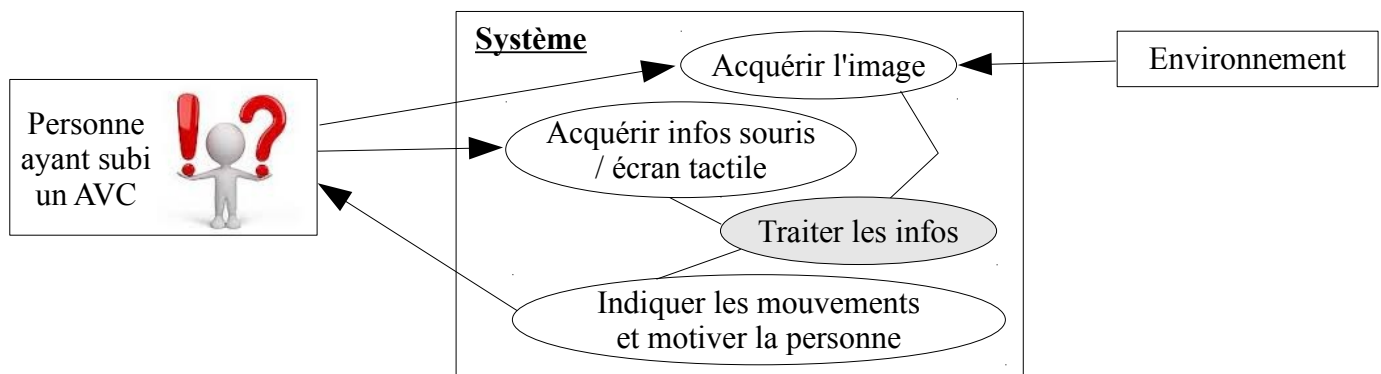 Système
Acquérir l'image
Environnement
Personne
ayant subi
un AVC
!?
Acquérir infos souris
/ écran tactile
Traiter les infos
Indiquer les mouvements
et motiver la personne